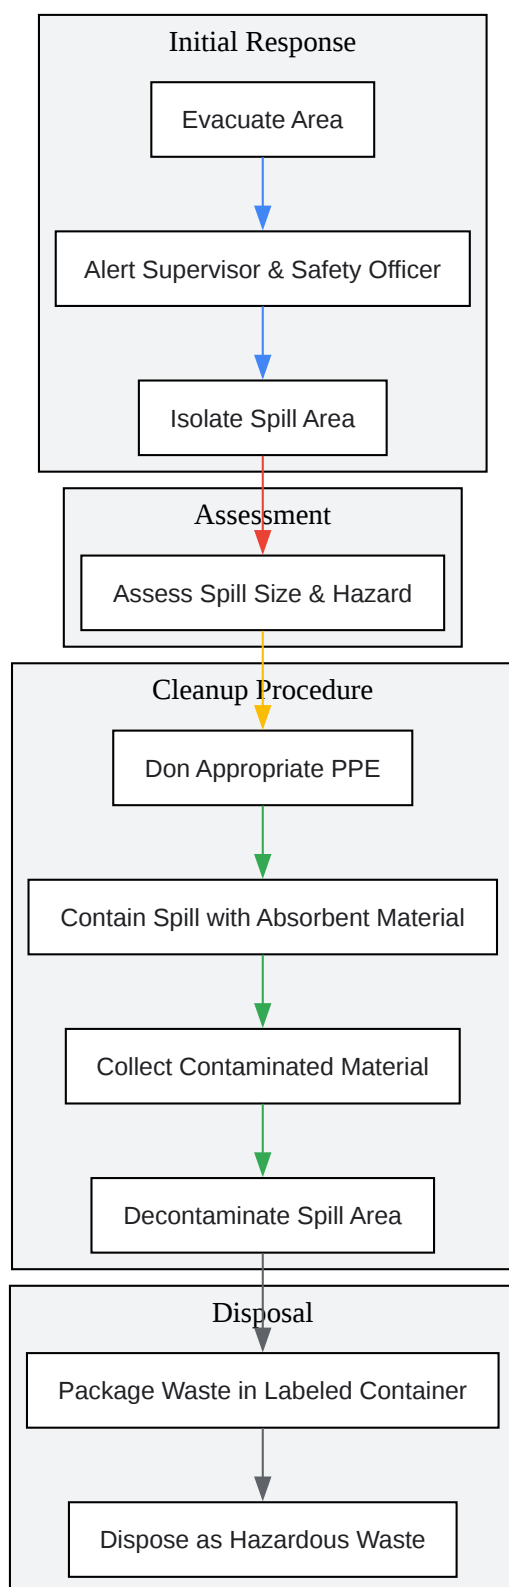 Initial Response
Evacuate Area
Alert Supervisor & Safety Officer
Isolate Spill Area
Assessment
Assess Spill Size & Hazard
Cleanup Procedure
Don Appropriate PPE
Contain Spill with Absorbent Material
Collect Contaminated Material
Decontaminate Spill Area
Disposal
Package Waste in Labeled Container
Dispose as Hazardous Waste